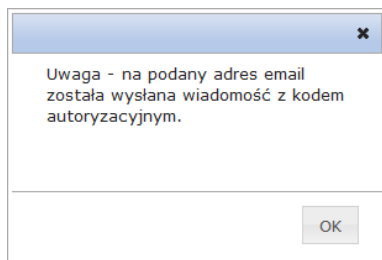 Uwaga - na podany adres email
została wysłana wiadomość z kodem
autoryzacyjnym.
OK